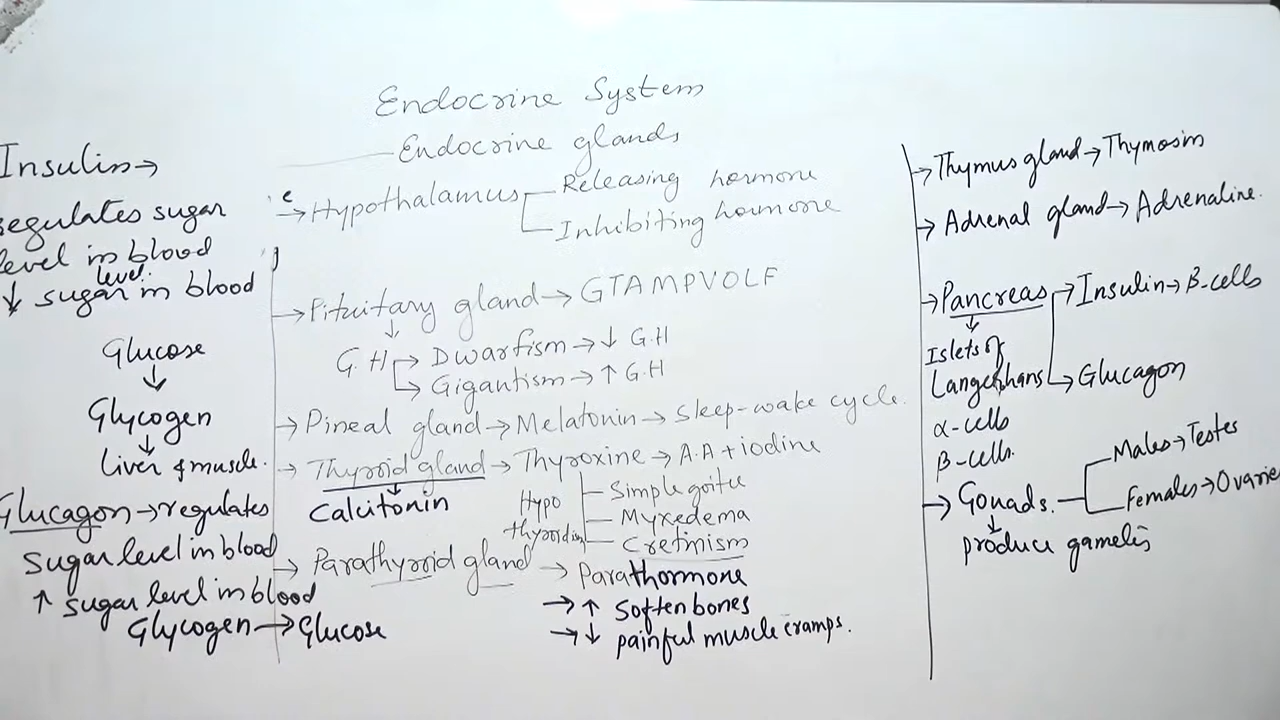 Endocrine System
Endocrine glands
Insulin →
regulates sugar
level in blood
level.
↓ sugar in blood
Glucose
↓
Glycogen
↓
liver & muscle.
Glucagon → regulates
sugar level in blood
↑ sugar level in blood
Glycogen → Glucose
→ Hypothalamus
Releasing hormone
Inhibiting hormone
→ Pituitary gland → GTAMPVOLF
↓
G.H → Dwarfism → ↓ G.H
→ Gigantism → ↑ G.H
→ Pineal gland → Melatonin → Sleep-wake cycle.
→ Thyroid gland → Thyroxine → A.A + iodine
Calcitonin
Hypo
thyroidism
Simple goitre
Myxedema
Cretinism
→ Parathyroid gland → Parathormone
→ ↑ Soften bones
→ ↓ painful muscle cramps.
→ Thymus gland → Thymosin
→ Adrenal gland → Adrenaline.
→ Pancreas → Insulin → B-cells
↓
Islets of
Langerhans → Glucagon
α-cells
β-cells.
→ Gonads.
Males → Testes
Females → Ovarie
↓
produce gametes